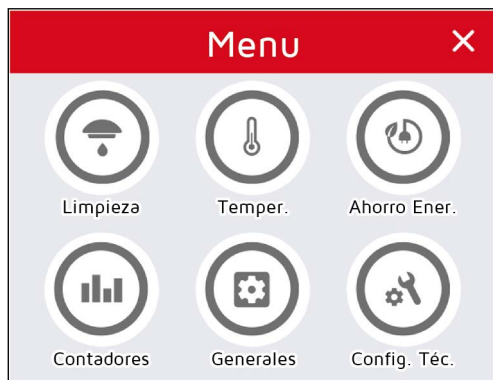 Menu
Limpieza
Temper.
Ahorro Ener.
Contadores
Generales
Config. Téc.